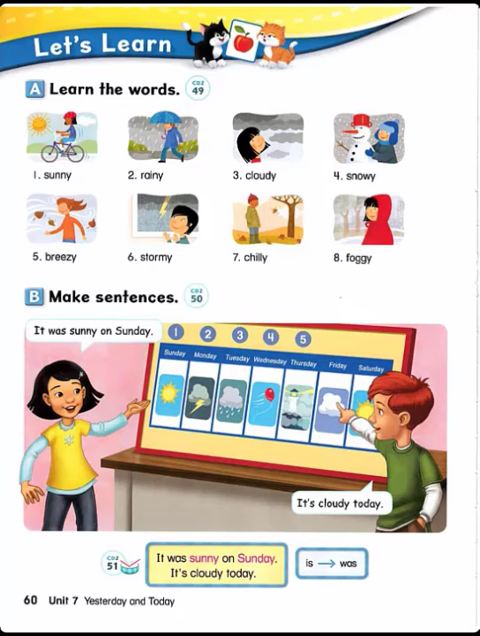 Let's Learn
A Learn the words. CD2 49
1. sunny
2. rainy
3. cloudy
4. snowy
5. breezy
6. stormy
7. chilly
8. foggy
B Make sentences. CD2 50
It was sunny on Sunday.
1 2 3 4 5
Sunday Monday Tuesday Wednesday Thursday Friday Saturday
It's cloudy today.
CD2 51
It was sunny on Sunday.
It's cloudy today.
is → was
60 Unit 7 Yesterday and Today